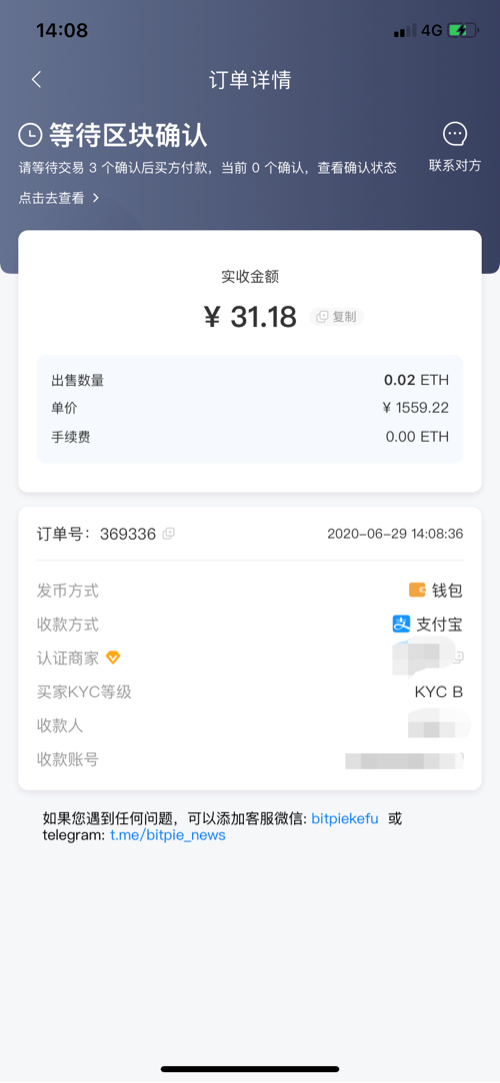 14:08
4G
订单详情
等待区块确认
请等待交易 3 个确认后买方付款，当前 0 个确认，查看确认状态
联系对方
点击去查看
实收金额
¥ 31.18 复制
出售数量 0.02 ETH
单价 ¥ 1559.22
手续费 0.00 ETH
订单号：369336 2020-06-29 14:08:36
发币方式 钱包
收款方式 支付宝
认证商家
买家KYC等级 KYC B
收款人
收款账号
如果您遇到任何问题，可以添加客服微信: bitpiekefu 或
telegram: t.me/bitpie_news